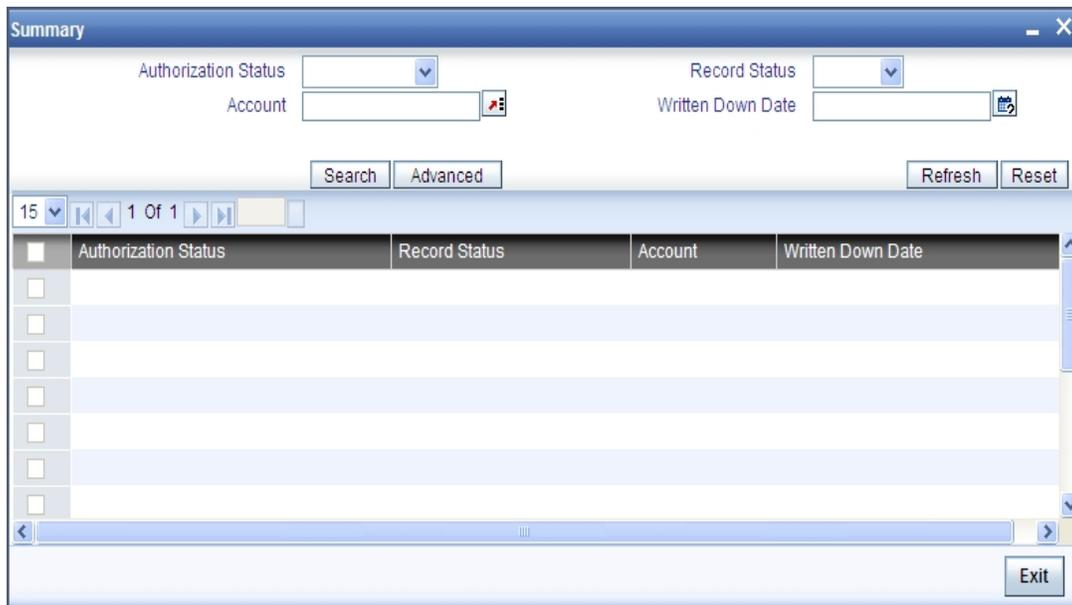 Summary
Authorization Status Record Status
Account Written Down Date
Search Advanced Refresh Reset
15 1 Of 1
Authorization Status Record Status Account Written Down Date
Exit